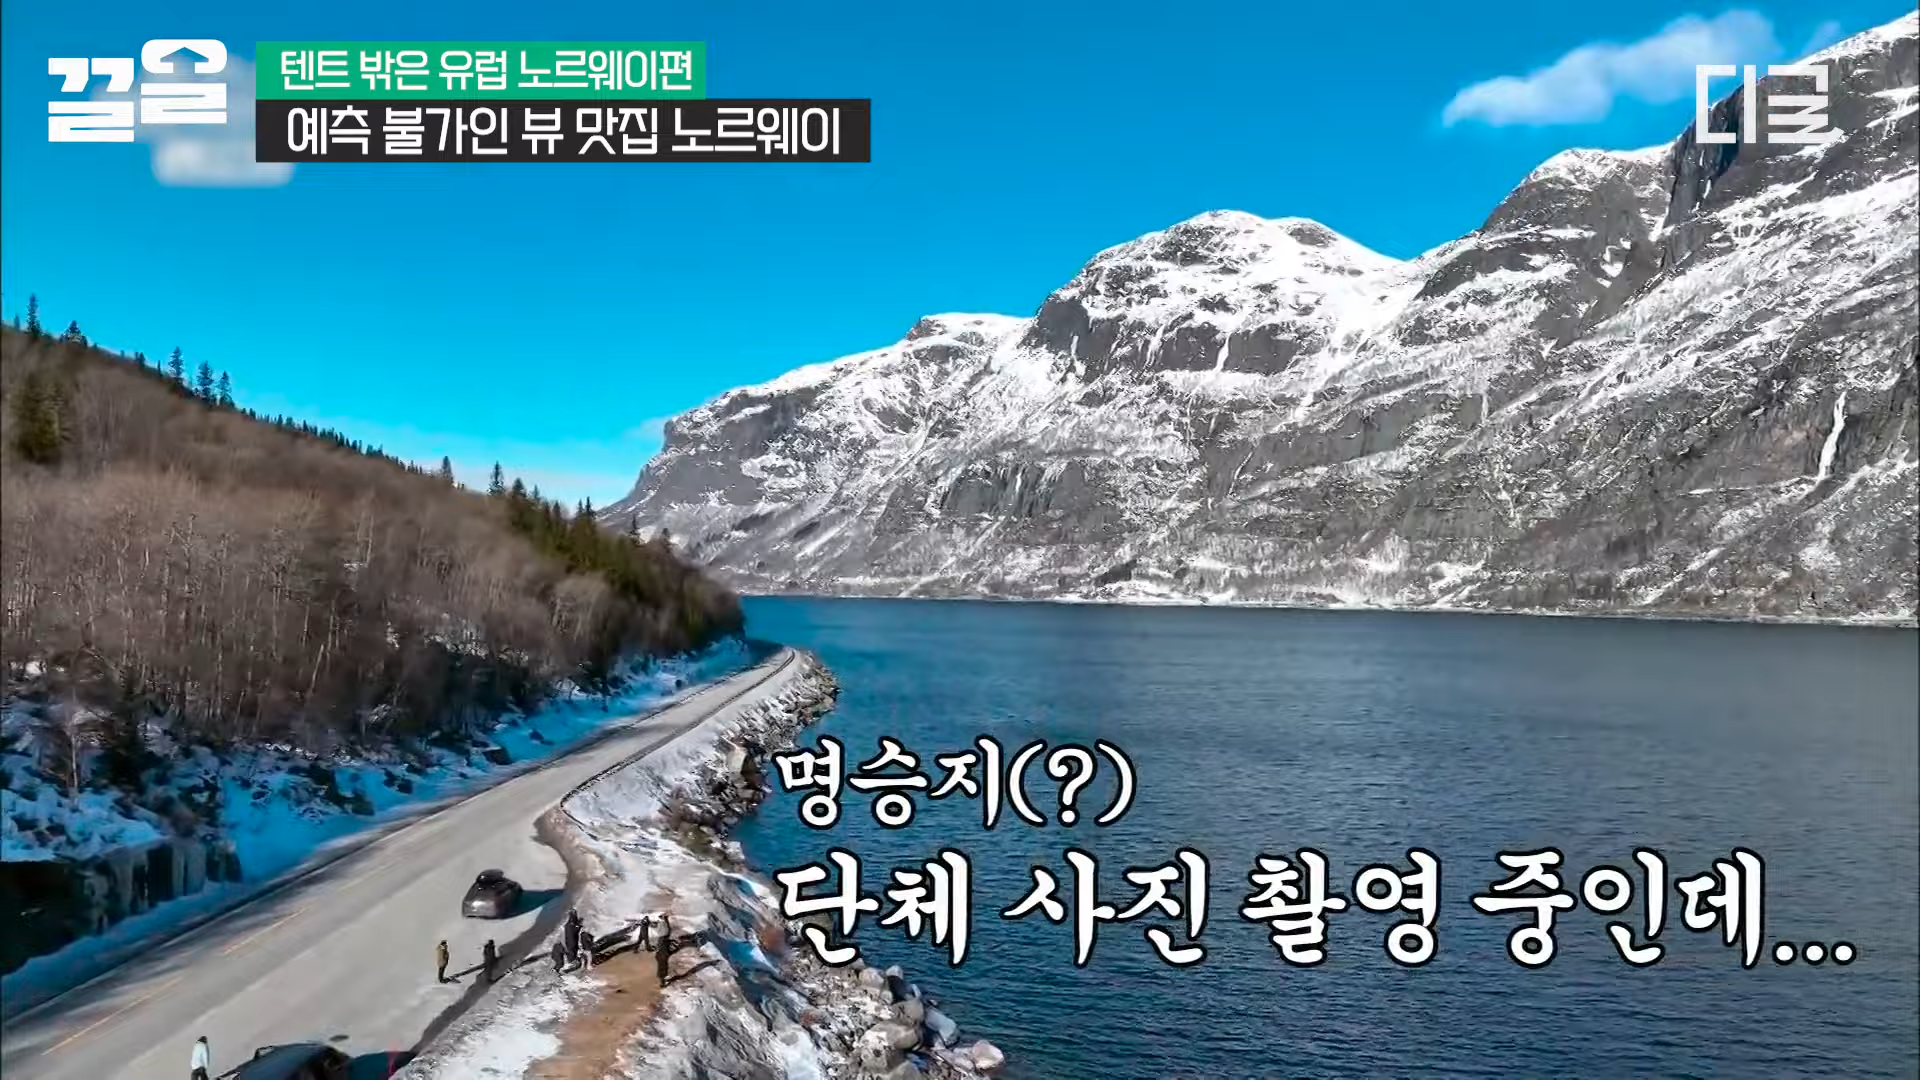 끌올
텐트 밖은 유럽 노르웨이편
예측 불가인 뷰 맛집 노르웨이
디글
명승지(?)
단체 사진 촬영 중인데...